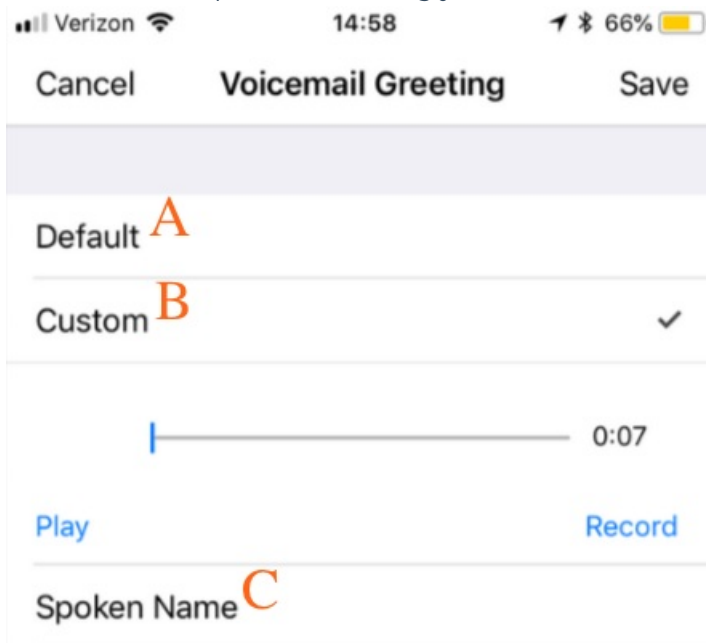 Verizon 14:58 66%
Cancel Voicemail Greeting Save
Default A
Custom B
0:07
Play Record
Spoken Name C